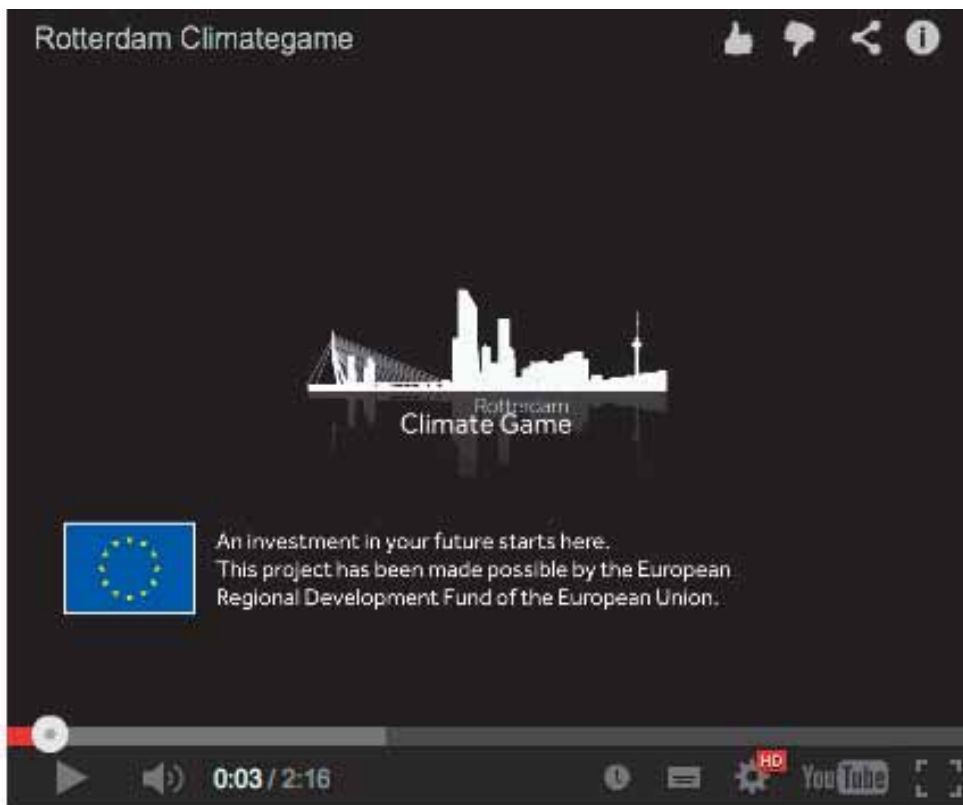 Rotterdam Climategame
Rotterdam
Climate Game
An investment in your future starts here.
This project has been made possible by the European
Regional Development Fund of the European Union.
0:03 / 2:16
HD
YouTube